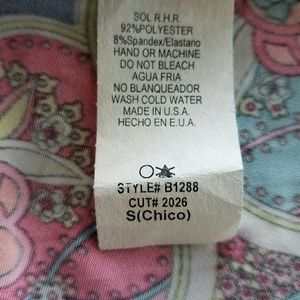 SOL R.H.R.
92%POLYESTER
8%Spandex/Elastano
HAND OR MACHINE
DO NOT BLEACH
AGUA FRIA
NO BLANQUEADOR
WASH COLD WATER
MADE IN U.S.A.
HECHO EN E.U.A.
STYLE# B1288
CUT# 2026
S(Chico)